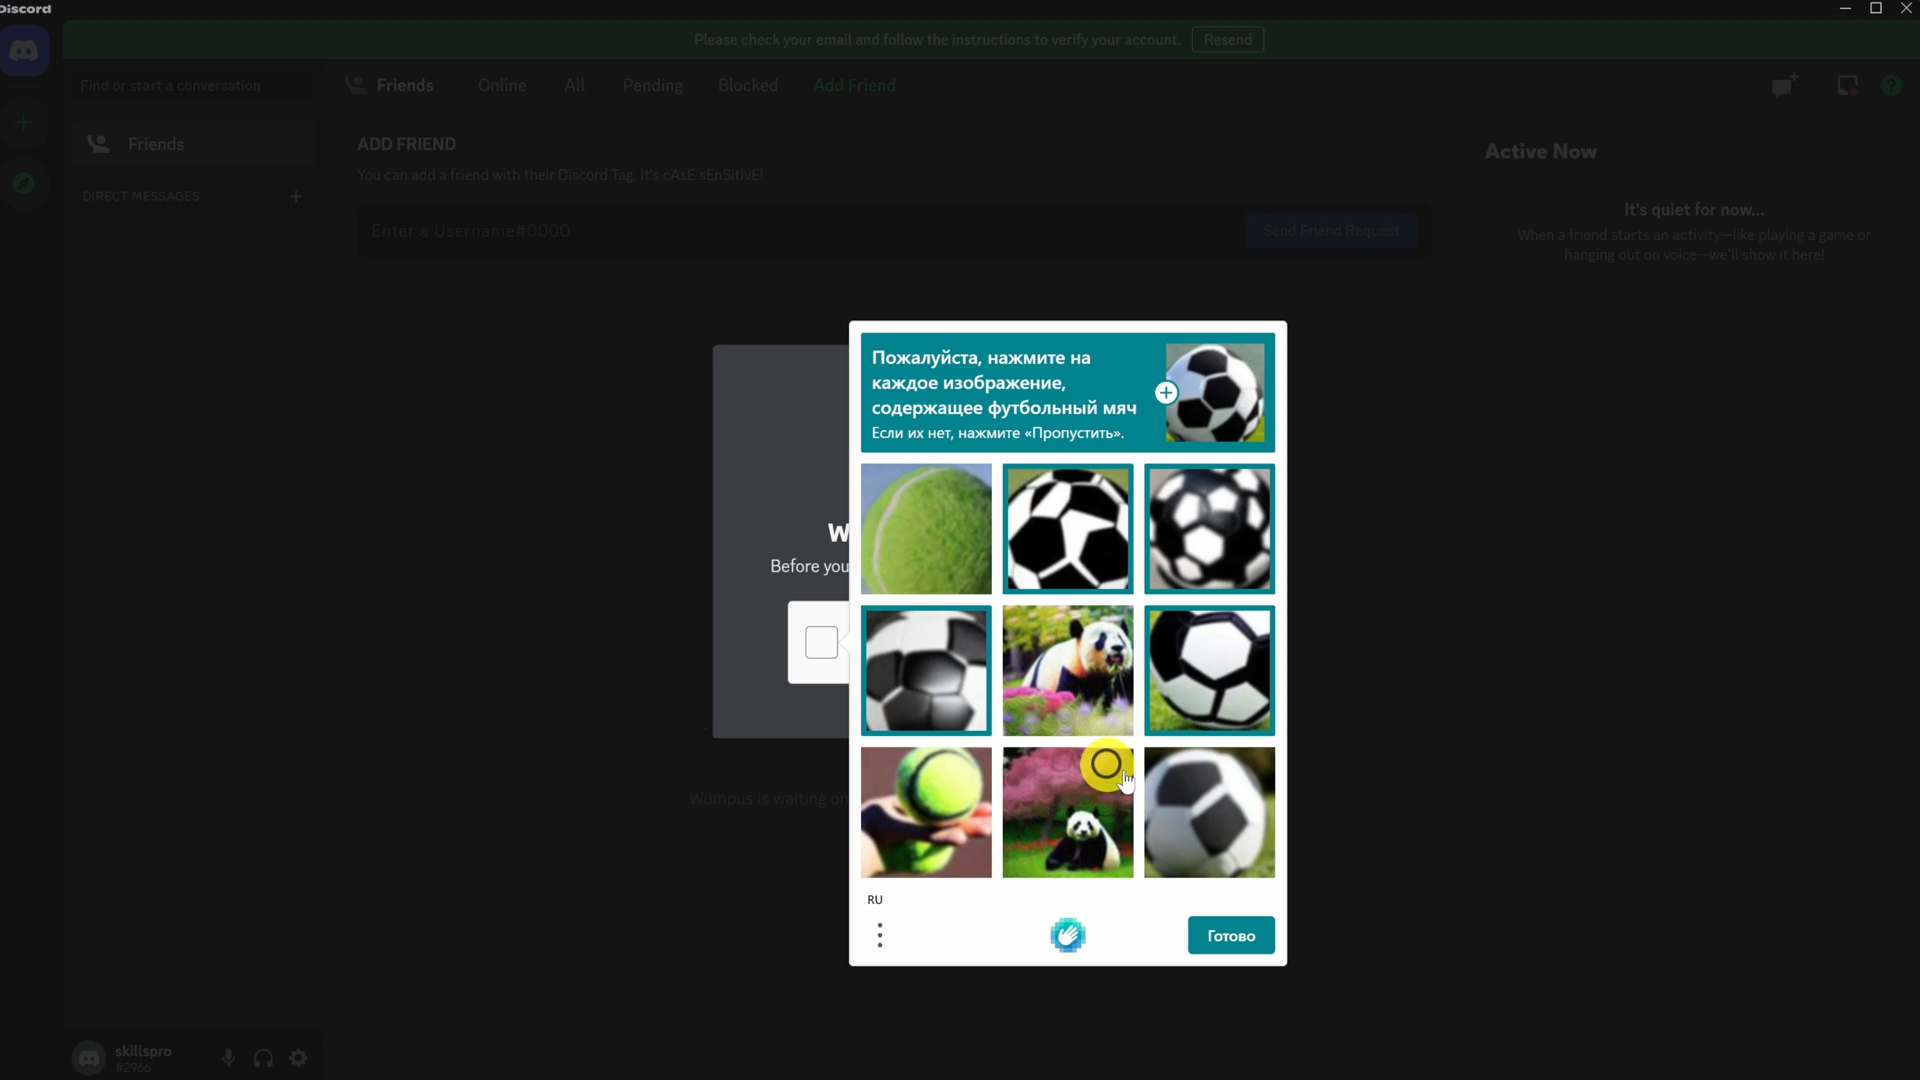 Discord
Please check your email and follow the instructions to verify your account. Resend
Find or start a conversation
Friends Online All Pending Blocked Add Friend
Friends
DIRECT MESSAGES
ADD FRIEND
You can add a friend with their Discord Tag. It's cAsE sEnSitIvE!
Enter a Username#0000
Send Friend Request
Active Now
It's quiet for now...
When a friend starts an activity—like playing a game or
hanging out on voice—we'll show it here!
W
Before you
Wumpus is waiting on
Пожалуйста, нажмите на
каждое изображение,
содержащее футбольный мяч
Если их нет, нажмите «Пропустить».
RU
Готово
skillspro
#2966